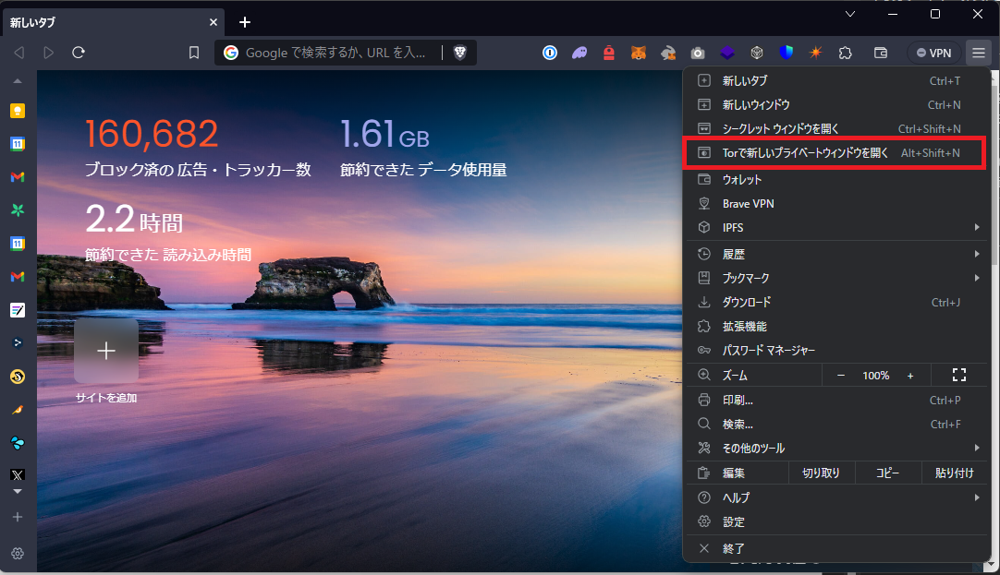 新しいタブ
Google で検索するか、URL を入...
VPN
160,682
ブロック済の 広告・トラッカー数
1.61 GB
節約できた データ使用量
2.2 時間
節約できた 読み込み時間
サイトを追加
11
11
新しいタブ Ctrl+T
新しいウィンドウ Ctrl+N
シークレット ウィンドウを開く Ctrl+Shift+N
Torで新しいプライベートウィンドウを開く Alt+Shift+N
ウォレット
Brave VPN
IPFS
履歴
ブックマーク
ダウンロード Ctrl+J
拡張機能
パスワード マネージャー
ズーム − 100% +
印刷... Ctrl+P
検索... Ctrl+F
その他のツール
編集 切り取り コピー 貼り付け
ヘルプ
設定
終了